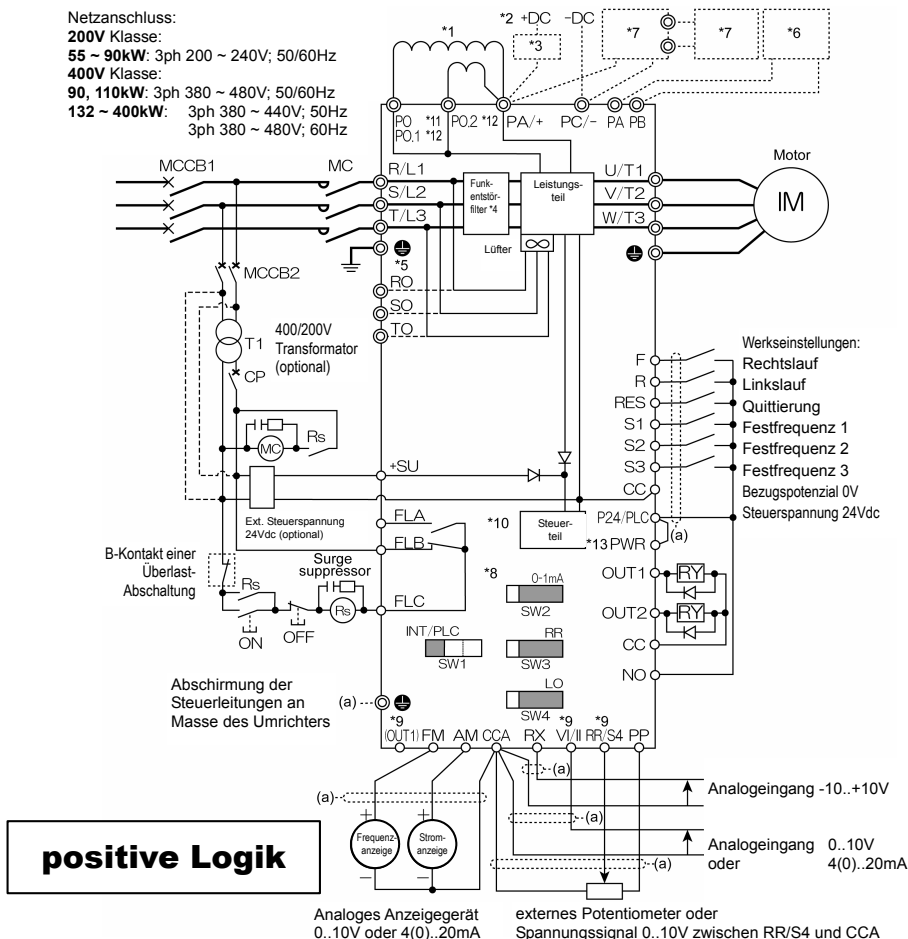 Netzanschluss:
200V Klasse:
55 ~ 90kW: 3ph 200 ~ 240V; 50/60Hz
400V Klasse:
90, 110kW: 3ph 380 ~ 480V; 50/60Hz
132 ~ 400kW: 3ph 380 ~ 440V; 50Hz
3ph 380 ~ 480V; 60Hz
*1
*2 +DC -DC
*3
*7
*7
*6
PO *11 PO.2 *12 PA/+ PC/- PA PB
PO.1 *12
MCCB1
MC
R/L1
S/L2
T/L3
Funk-
entstör-
filter *4
Leistungs-
teil
Lüfter
U/T1
V/T2
W/T3
Motor
IM
*5
RO
SO
TO
MCCB2
T1
400/200V
Transformator
(optional)
CP
MC
Rs
+SU
Ext. Steuerspannung
24Vdc (optional)
FLA
FLB
FLC
*10
Steuer-
teil
B-Kontakt einer
Überlast-
Abschaltung
Rs
ON
OFF
Surge
suppressor
Rs
Werkseinstellungen:
F Rechtslauf
R Linkslauf
RES Quittierung
S1 Festfrequenz 1
S2 Festfrequenz 2
S3 Festfrequenz 3
CC Bezugspotenzial 0V
P24/PLC Steuerspannung 24Vdc
*13 PWR
(a)
OUT1 RY
OUT2 RY
CC
NO
*8
0-1mA
SW2
INT/PLC
SW1
RR
SW3
LO
SW4
Abschirmung der
Steuerleitungen an
Masse des Umrichters
(a)
*9 *9 *9
(OUT1) FM AM CCA RX VI/II RR/S4 PP
(a)
(a)
(a)
(a)
+ +
Frequenz-
anzeige
Strom-
anzeige
− −
Analogeingang -10..+10V
Analogeingang 0..10V
oder 4(0)..20mA
positive Logik
Analoges Anzeigegerät
0..10V oder 4(0)..20mA
externes Potentiometer oder
Spannungssignal 0..10V zwischen RR/S4 und CCA